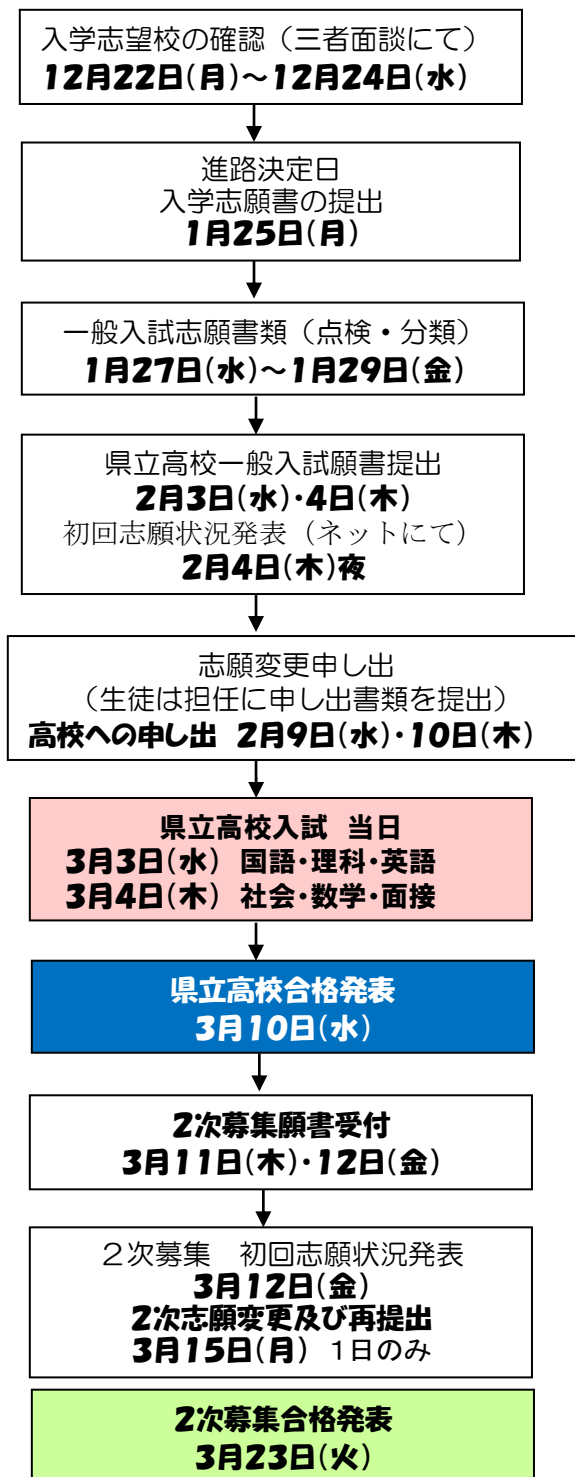 入学志望校の確認（三者面談にて）
12月22日(月)～12月24日(水)
進路決定日
入学志願書の提出
1月25日(月)
一般入試志願書類（点検・分類）
1月27日(水)～1月29日(金)
県立高校一般入試願書提出
2月3日(水)・4日(木)
初回志願状況発表（ネットにて）
2月4日(木)夜
志願変更申し出
（生徒は担任に申し出書類を提出）
高校への申し出 2月9日(水)・10日(木)
県立高校入試 当日
3月3日(水) 国語・理科・英語
3月4日(木) 社会・数学・面接
県立高校合格発表
3月10日(水)
2次募集願書受付
3月11日(木)・12日(金)
２次募集　初回志願状況発表
3月12日(金)
2次志願変更及び再提出
3月15日(月) 1日のみ
2次募集合格発表
3月23日(火)